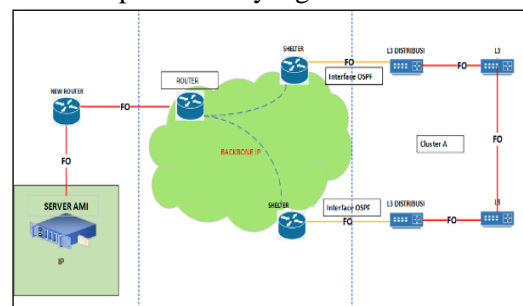 SHELTER
FO
L3 DISTRIBUSI
L3
FO
Interface OSPF
ROUTER
NEW ROUTER
FO
FO
BACKBONE IP
Cluster A
FO
SERVER AMI
IP
SHELTER
Interface OSPF
FO
L3 DISTRIBUSI
FO
L3